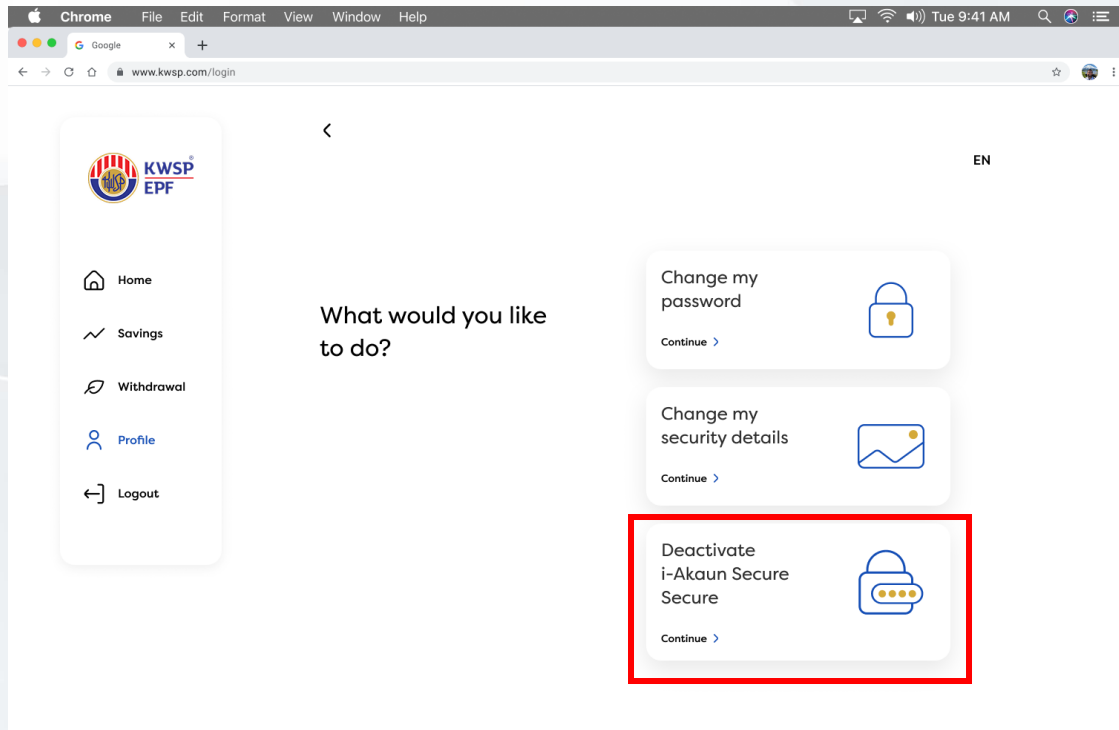 Chrome File Edit Format View Window Help Tue 9:41 AM
G Google
www.kwsp.com/login
EN
KWSP
EPF
Home
Savings
Withdrawal
Profile
Logout
What would you like
to do?
Change my
password
Continue
Change my
security details
Continue
Deactivate
i-Akaun Secure
Secure
Continue